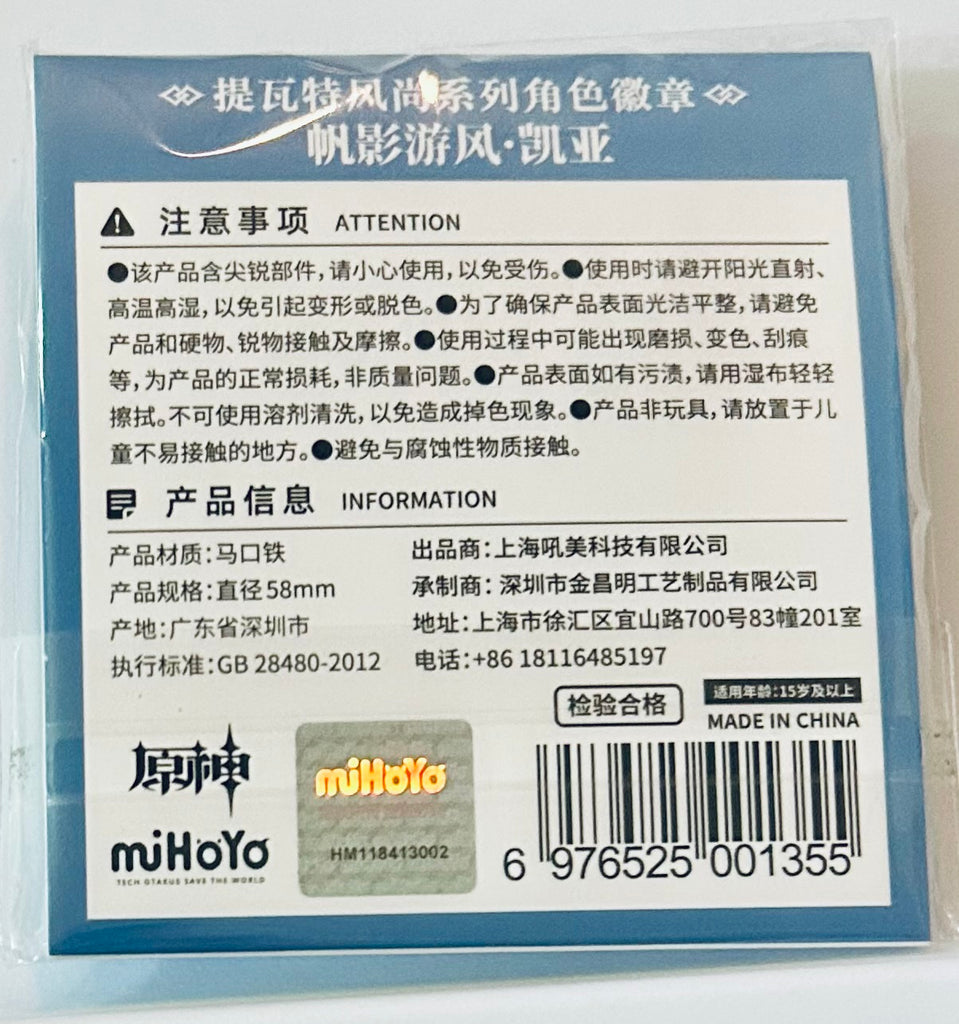 提瓦特风尚系列角色徽章
帆影游风·凯亚
注意事项 ATTENTION
●该产品含尖锐部件，请小心使用，以免受伤。●使用时请避开阳光直射、
高温高湿，以免引起变形或脱色。●为了确保产品表面光洁平整，请避免
产品和硬物、锐物接触及摩擦。●使用过程中可能出现磨损、变色、刮痕
等，为产品的正常损耗，非质量问题。●产品表面如有污渍，请用湿布轻轻
擦拭。不可使用溶剂清洗，以免造成掉色现象。●产品非玩具，请放置于儿
童不易接触的地方。●避免与腐蚀性物质接触。
产品信息 INFORMATION
产品材质：马口铁
产品规格：直径58mm
产地：广东省深圳市
执行标准：GB 28480-2012
出品商：上海吼美科技有限公司
承制商：深圳市金昌明工艺制品有限公司
地址：上海市徐汇区宜山路700号83幢201室
电话：+86 18116485197
检验合格
适用年龄：15岁及以上
MADE IN CHINA
原神
miHoYo
TECH OTAKUS SAVE THE WORLD
miHoYo
HM118413002
6 976525 001355